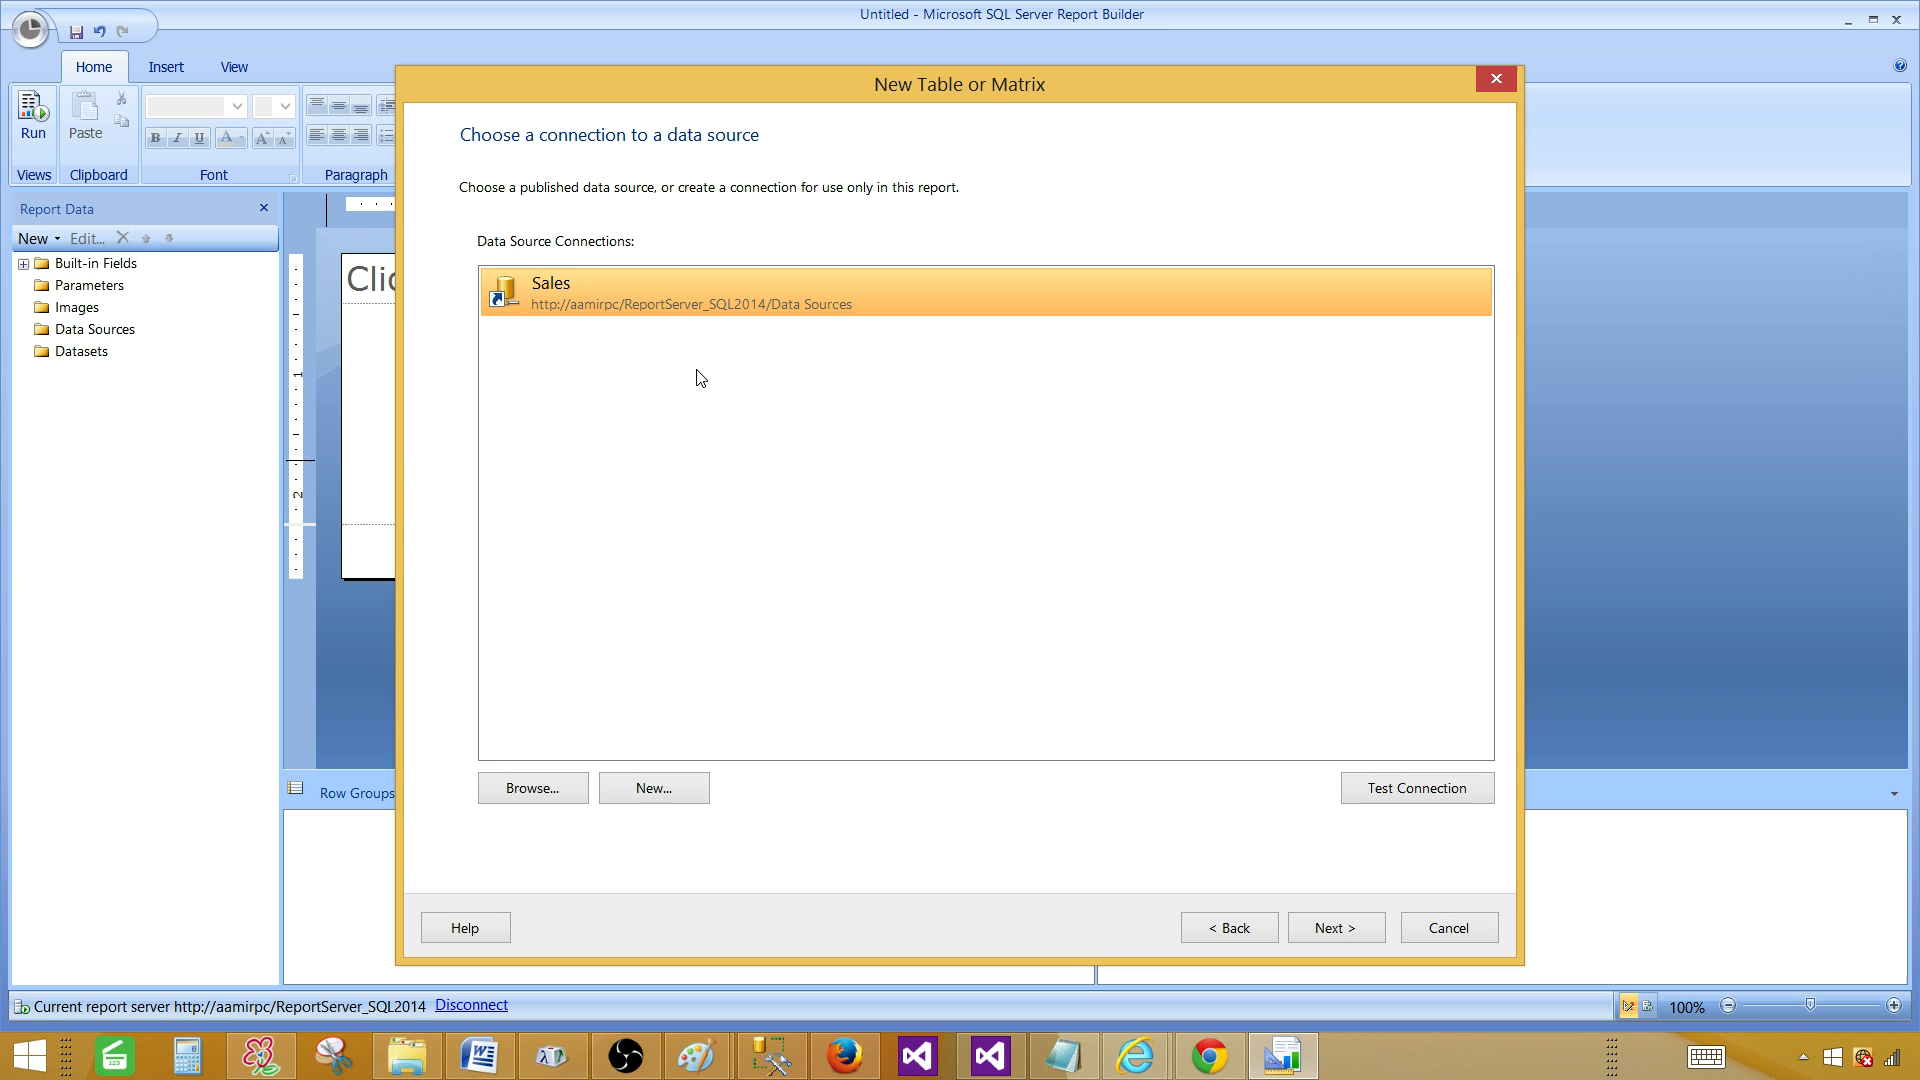 Untitled - Microsoft SQL Server Report Builder
Home
Insert
View
Run
Paste
Views
Clipboard
Font
Paragraph
New Table or Matrix
Choose a connection to a data source
Choose a published data source, or create a connection for use only in this report.
Data Source Connections:
Sales
http://aamirpc/ReportServer_SQL2014/Data Sources
Report Data
New
Edit...
Built-in Fields
Parameters
Images
Data Sources
Datasets
Clic
1
2
Row Groups
Browse...
New...
Test Connection
Help
< Back
Next >
Cancel
Current report server http://aamirpc/ReportServer_SQL2014
Disconnect
100%